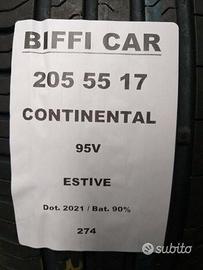 BIFFI CAR
205 55 17
CONTINENTAL
95V
ESTIVE
Dot. 2021 / Bat. 90%
274
subito